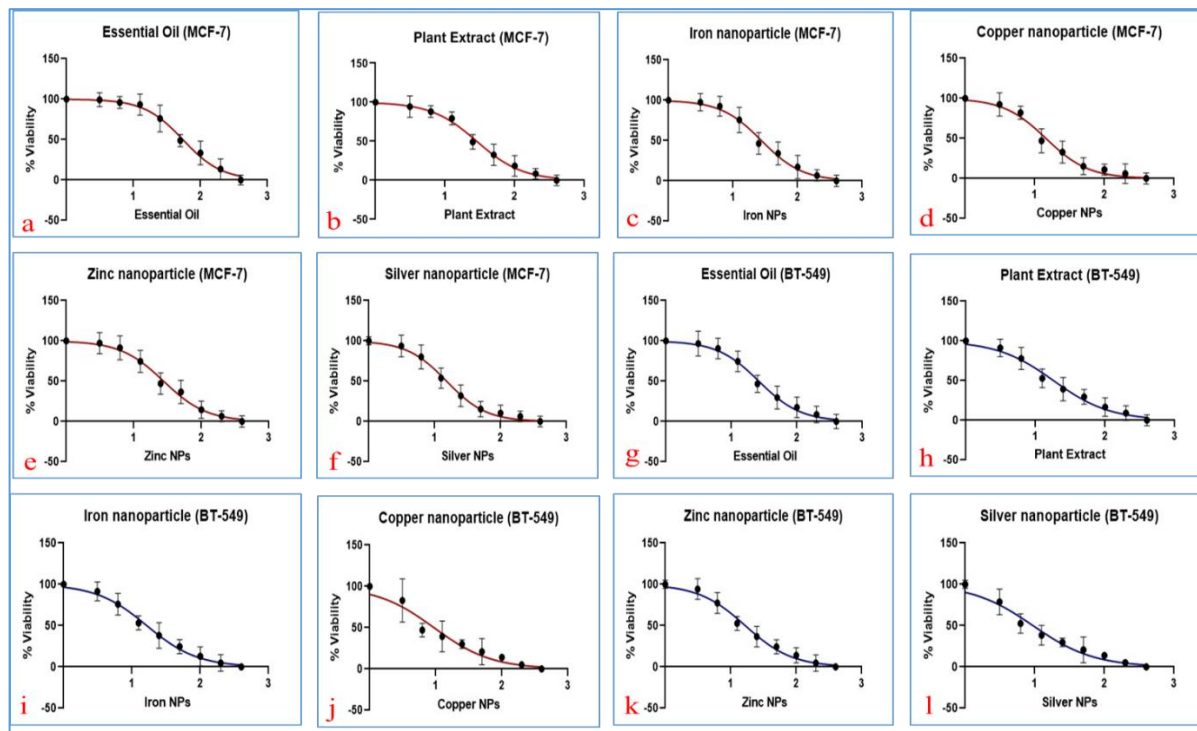 Essential Oil (MCF-7)
150
100
50
0
-50
% Viability
1
2
3
Essential Oil
a
Plant Extract (MCF-7)
150
100
50
0
-50
% Viability
1
2
3
Plant Extract
b
Iron nanoparticle (MCF-7)
150
100
50
0
-50
% Viability
1
2
3
Iron NPs
c
Copper nanoparticle (MCF-7)
150
100
50
0
-50
% Viability
1
2
3
Copper NPs
d
Zinc nanoparticle (MCF-7)
150
100
50
0
-50
% Viability
1
2
3
Zinc NPs
e
Silver nanoparticle (MCF-7)
150
100
50
0
-50
% Viability
1
2
3
Silver NPs
f
Essential Oil (BT-549)
150
100
50
0
-50
% Viability
1
2
3
Essential Oil
g
Plant Extract (BT-549)
150
100
50
0
-50
% Viability
1
2
3
Plant Extract
h
Iron nanoparticle (BT-549)
150
100
50
0
-50
% Viability
1
2
3
Iron NPs
i
Copper nanoparticle (BT-549)
150
100
50
0
-50
% Viability
1
2
3
Copper NPs
j
Zinc nanoparticle (BT-549)
150
100
50
0
-50
% Viability
1
2
3
Zinc NPs
k
Silver nanoparticle (BT-549)
150
100
50
0
-50
% Viability
1
2
3
Silver NPs
l